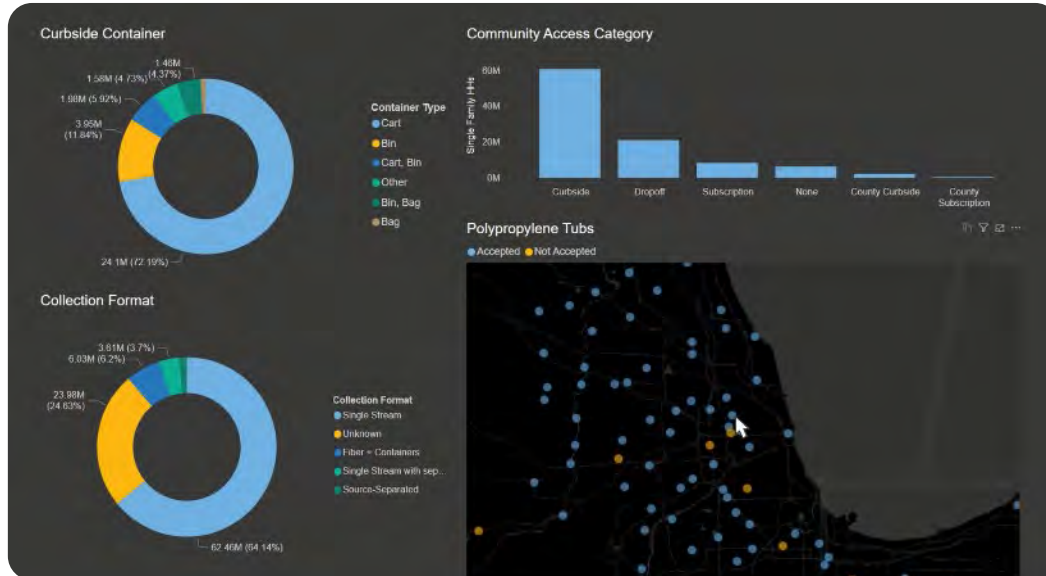 Curbside Container
1.46M
(4.37%)
1.58M (4.73%)
1.98M (5.92%)
3.95M
(11.84%)
24.1M (72.19%)
Container Type
Cart
Bin
Cart, Bin
Other
Bin, Bag
Bag
Collection Format
3.61M (3.7%)
6.03M (6.2%)
23.98M
(24.63%)
62.46M (64.14%)
Collection Format
Single Stream
Unknown
Fiber + Containers
Single Stream with sep...
Source-Separated
Community Access Category
Single Family HHs
60M
40M
20M
0M
Curbside
Dropoff
Subscription
None
County Curbside
County
Subscription
Polypropylene Tubs
Accepted
Not Accepted